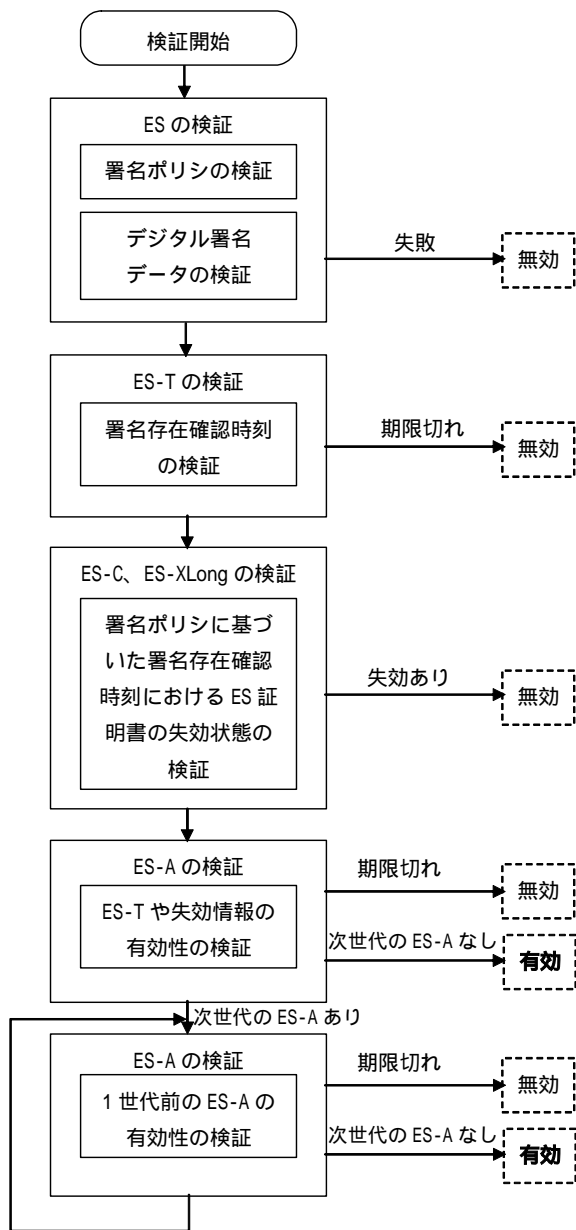 検証開始
ES の検証
署名ポリシの検証
デジタル署名
データの検証
失敗
無効
ES-T の検証
署名存在確認時刻
の検証
期限切れ
無効
ES-C、ES-XLong の検証
署名ポリシに基づ
いた署名存在確認
時刻における ES 証
明書の失効状態の
検証
失効あり
無効
ES-A の検証
ES-T や失効情報の
有効性の検証
期限切れ
無効
次世代の ES-A なし
有効
次世代の ES-A あり
ES-A の検証
1 世代前の ES-A の
有効性の検証
期限切れ
無効
次世代の ES-A なし
有効